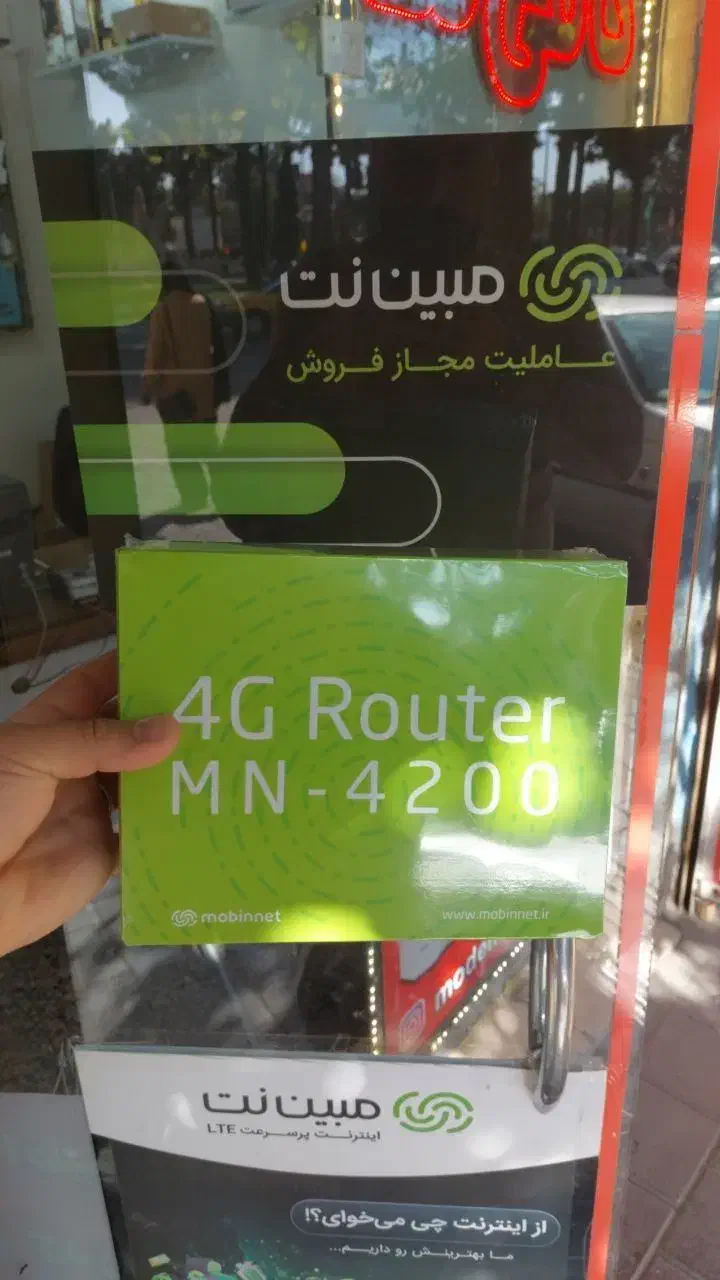 مبین‌نت
عاملیت مجاز فروش
4G Router
MN-4200
mobinnet
www.mobinnet.ir
مبین‌نت
اینترنت پرسرعت LTE
از اینترنت چی می‌خوای؟!
ما بهترینش رو داریم...